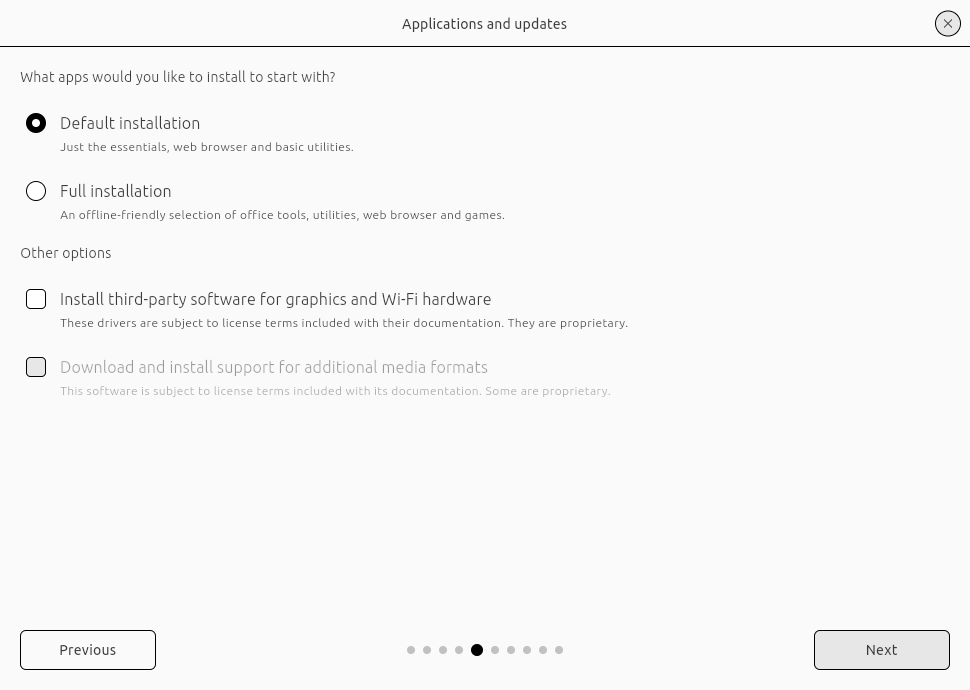 Applications and updates
What apps would you like to install to start with?
Default installation
Just the essentials, web browser and basic utilities.
Full installation
An offline-friendly selection of office tools, utilities, web browser and games.
Other options
Install third-party software for graphics and Wi-Fi hardware
These drivers are subject to license terms included with their documentation. They are proprietary.
Download and install support for additional media formats
This software is subject to license terms included with its documentation. Some are proprietary.
Previous
Next